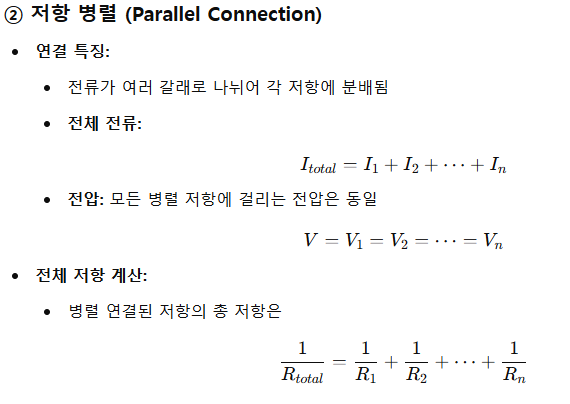 ② 저항 병렬 (Parallel Connection)
• 연결 특징:
• 전류가 여러 갈래로 나뉘어 각 저항에 분배됨
• 전체 전류:
I_{total} = I_1 + I_2 + ⋯ + I_n
• 전압: 모든 병렬 저항에 걸리는 전압은 동일
V = V_1 = V_2 = ⋯ = V_n
• 전체 저항 계산:
• 병렬 연결된 저항의 총 저항은
\frac{1}{R_{total}} = \frac{1}{R_1} + \frac{1}{R_2} + ⋯ + \frac{1}{R_n}